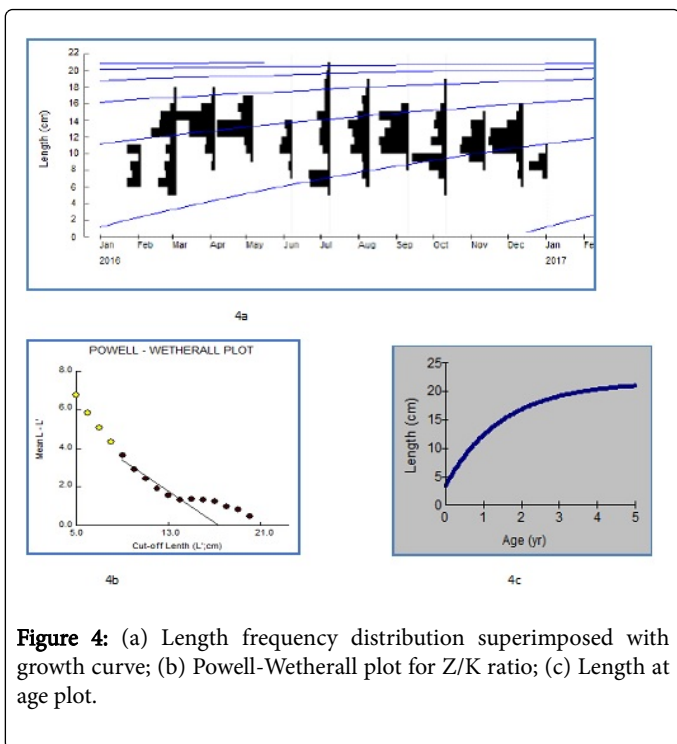 22
20
18
16
14
12
10
8
6
4
2
0
Length (cm)
Jan Feb Mar Apr May Jun Jul Aug Sep Oct Nov Dec Jan Fe
2016 2017
4a
POWELL - WETHERALL PLOT
8.0
6.0
4.0
2.0
0.0
Mean L - L'
5.0 13.0 21.0
Cut-off Lenth (L';cm)
4b
25
20
15
10
5
0
Length (cm)
0 1 2 3 4 5
Age (yr)
4c
Figure 4: (a) Length frequency distribution superimposed with
growth curve; (b) Powell-Wetherall plot for Z/K ratio; (c) Length at
age plot.